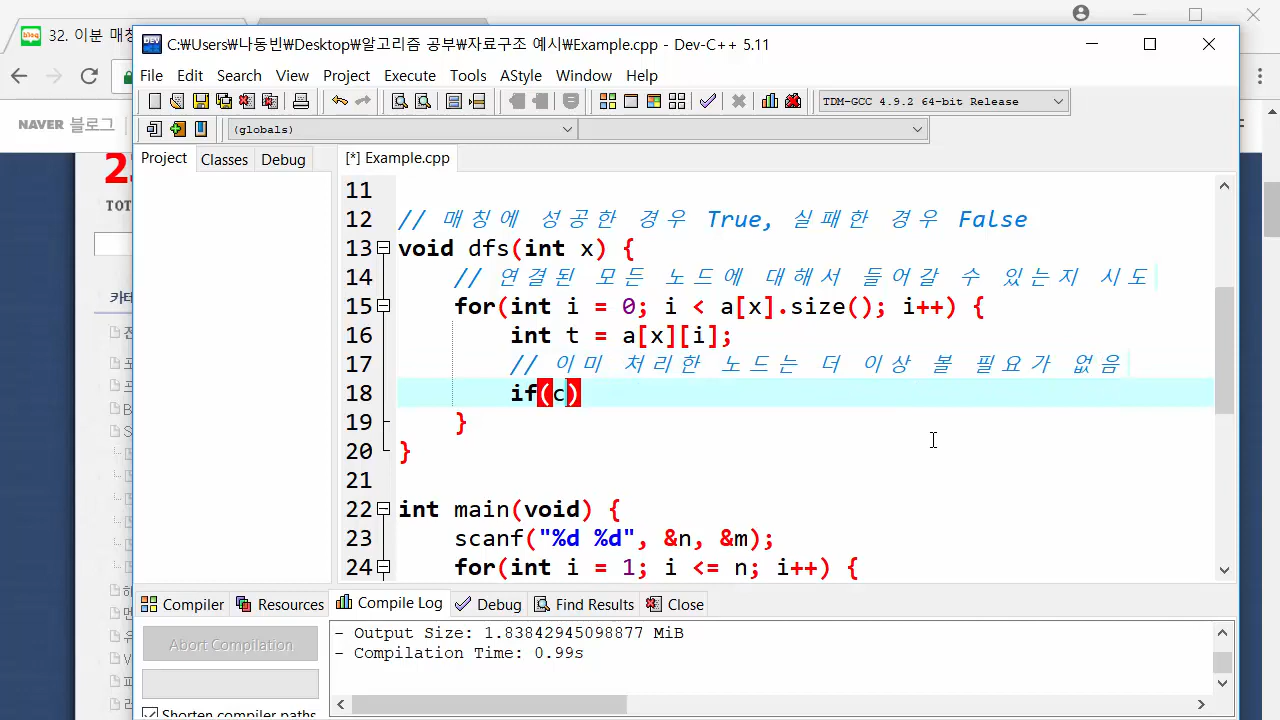 32. 이분 매칭
NAVER 블로그
TOT
C:₩Users₩나동빈₩Desktop₩알고리즘 공부₩자료구조 예시₩Example.cpp - Dev-C++ 5.11
File Edit Search View Project Execute Tools AStyle Window Help
TDM-GCC 4.9.2 64-bit Release
(globals)
Project Classes Debug
[*] Example.cpp
11
12 // 매칭에 성공한 경우 True, 실패한 경우 False
13 void dfs(int x) {
14 // 연결된 모든 노드에 대해서 들어갈 수 있는지 시도
15 for(int i = 0; i < a[x].size(); i++) {
16 int t = a[x][i];
17 // 이미 처리한 노드는 더 이상 볼 필요가 없음
18 if(c)
19 }
20 }
21
22 int main(void) {
23 scanf("%d %d", &n, &m);
24 for(int i = 1; i <= n; i++) {
Compiler Resources Compile Log Debug Find Results Close
Abort Compilation
Shorten compiler paths
- Output Size: 1.83842945098877 MiB
- Compilation Time: 0.99s